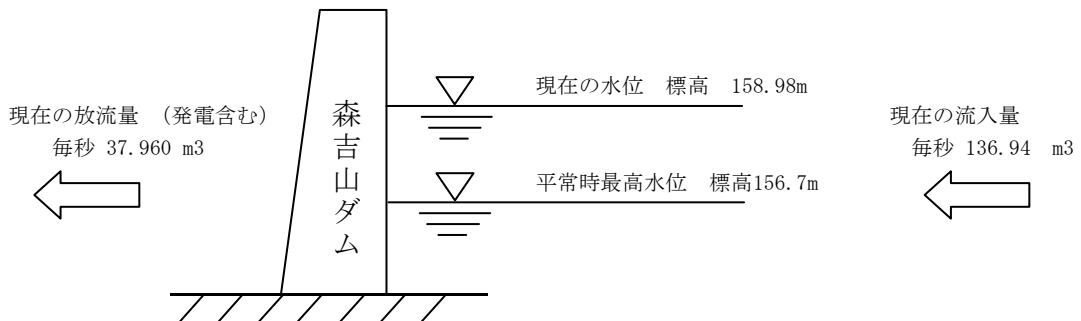 現在の放流量　（発電含む）
毎秒 37.960 m3
森吉山ダム
現在の水位　標高　158.98m
平常時最高水位　標高156.7m
現在の流入量
毎秒 136.94　m3